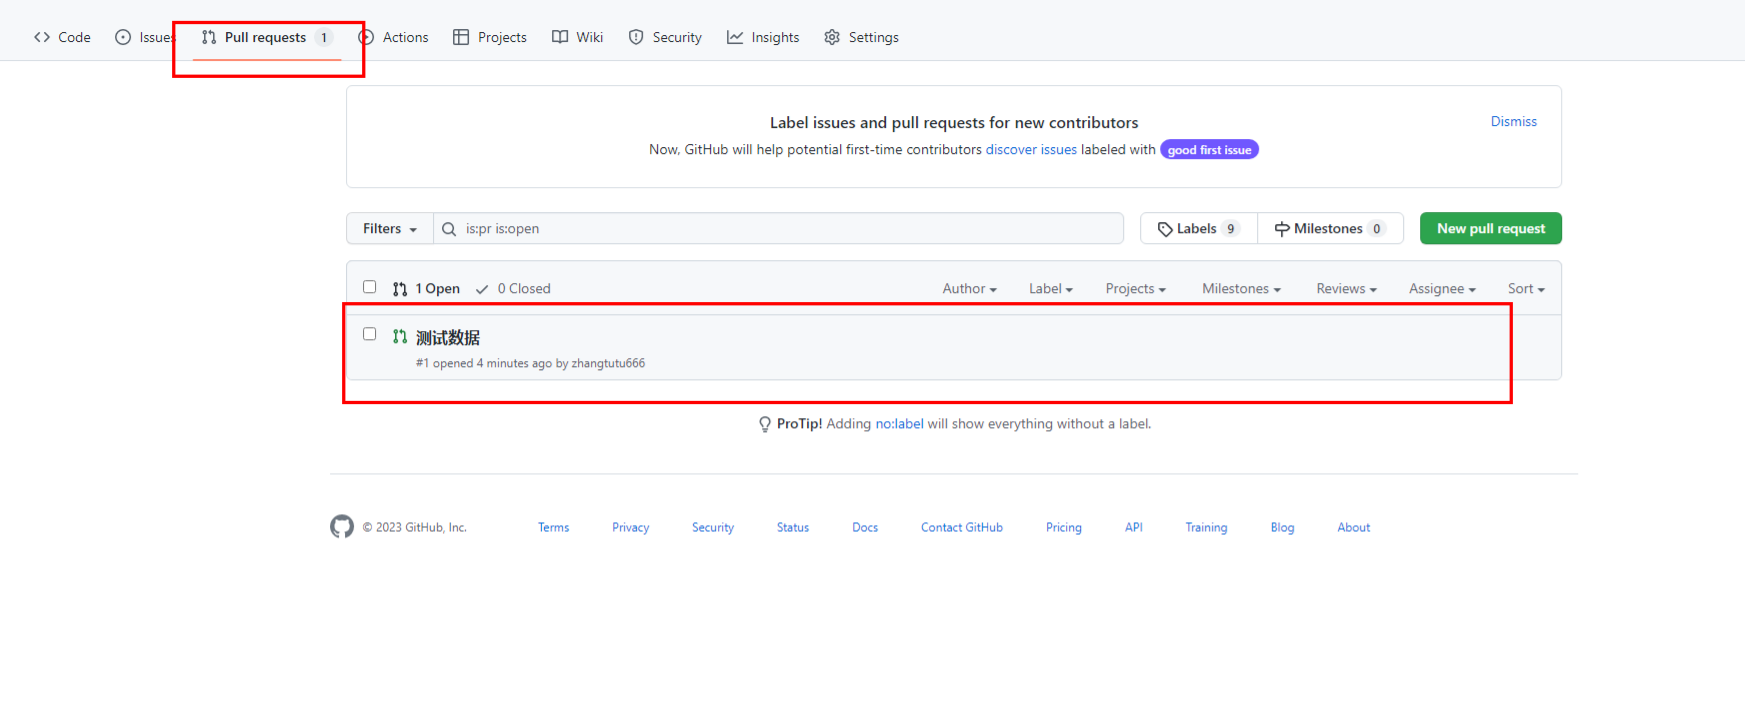 Code Issues Pull requests 1 Actions Projects Wiki Security Insights Settings
Label issues and pull requests for new contributors
Dismiss
Now, GitHub will help potential first-time contributors discover issues labeled with good first issue
Filters is:pr is:open Labels 9 Milestones 0 New pull request
1 Open 0 Closed Author Label Projects Milestones Reviews Assignee Sort
测试数据
#1 opened 4 minutes ago by zhangtutu666
ProTip! Adding no:label will show everything without a label.
© 2023 GitHub, Inc. Terms Privacy Security Status Docs Contact GitHub Pricing API Training Blog About